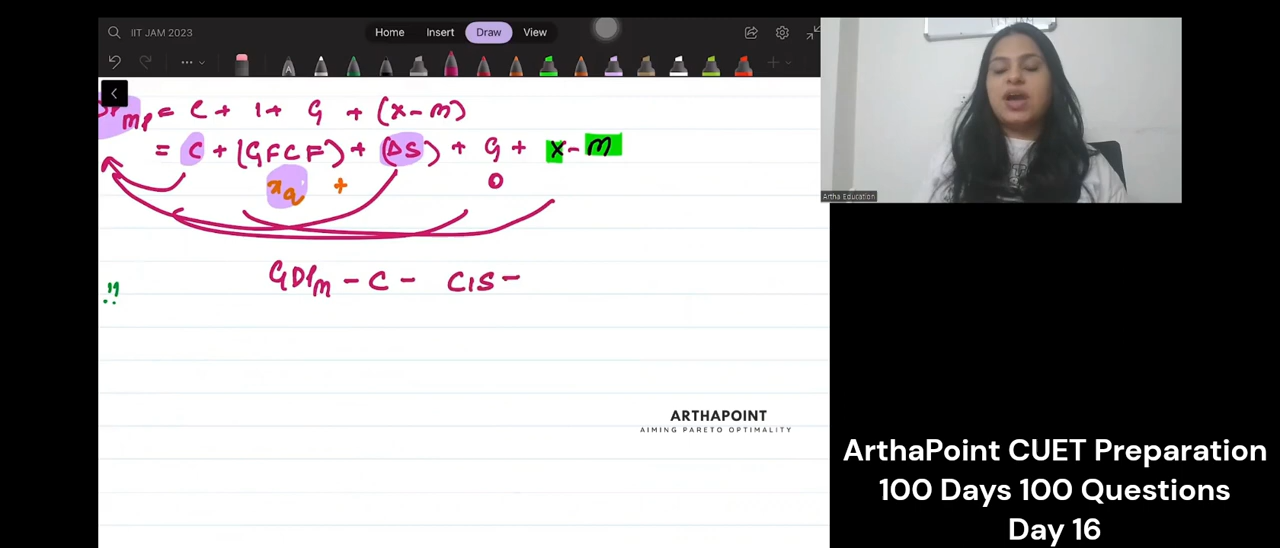 IIT JAM 2023
Home Insert Draw View
MP = C + I + G + (X-M)
= C + (GFCF) + (ΔS) + G + X - M
+
0
GDPM - C - CIS -
!!
Artha Education
ARTHAPOINT
AIMING PARETO OPTIMALITY
ArthaPoint CUET Preparation
100 Days 100 Questions
Day 16